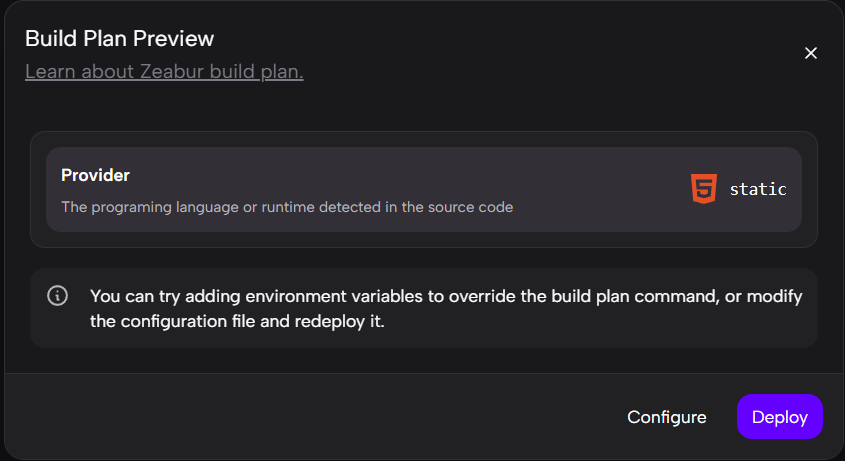 Build Plan Preview
Learn about Zeabur build plan.
Provider
The programing language or runtime detected in the source code
static
You can try adding environment variables to override the build plan command, or modify
the configuration file and redeploy it.
Configure
Deploy